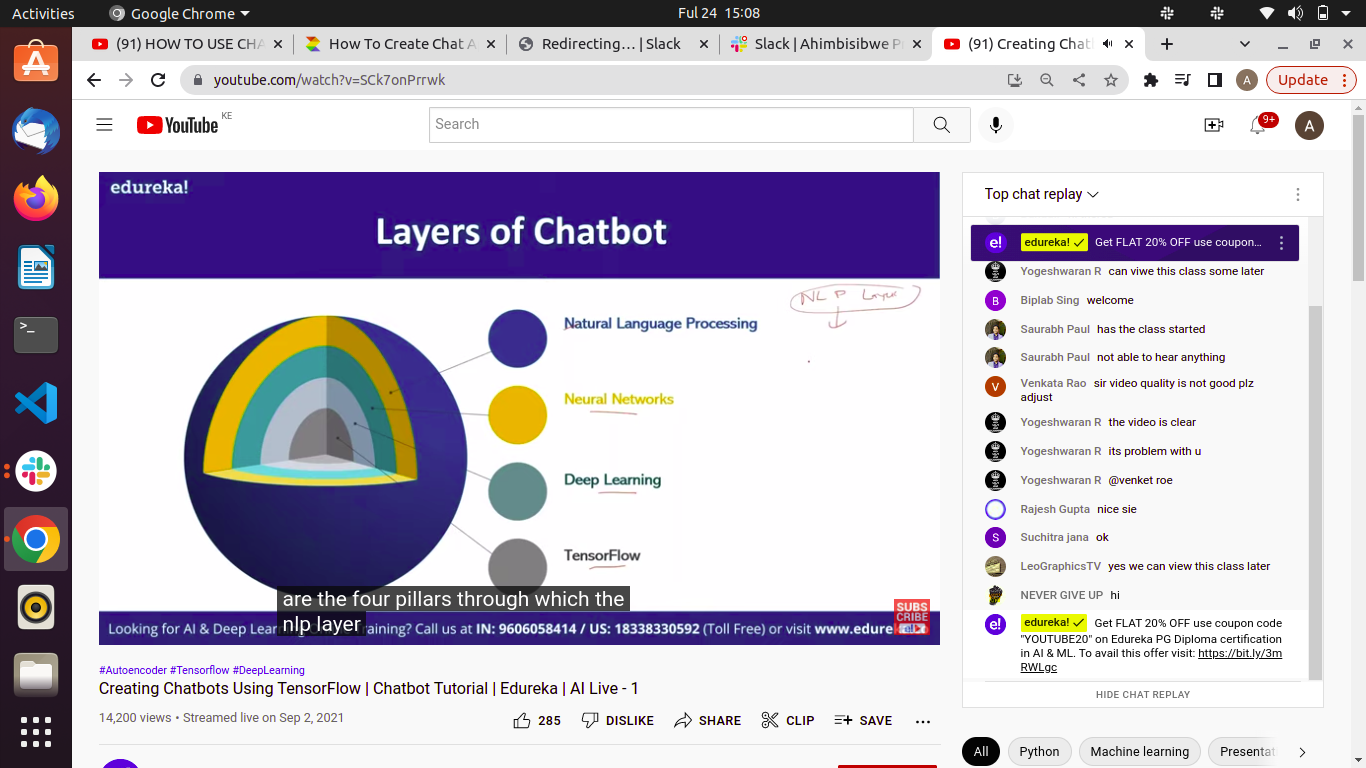 Activities
Google Chrome
Ful 24 15:08
(91) HOW TO USE CHA
How To Create Chat A
Redirecting… | Slack
Slack | Ahimbisibwe P
(91) Creating Chat
Update
youtube.com/watch?v=SCk7onPrrwk
A
YouTube KE
Search
9+
A
edureka!
Layers of Chatbot
NLP Layer
Natural Language Processing
Neural Networks
Deep Learning
TensorFlow
are the four pillars through which the
nlp layer
Looking for AI & Deep Lear raining? Call us at IN: 9606058414 / US: 18338330592 (Toll Free) or visit www.edure
SUBS
CRIBE
#Autoencoder #Tensorflow #DeepLearning
Creating Chatbots Using TensorFlow | Chatbot Tutorial | Edureka | AI Live - 1
14,200 views • Streamed live on Sep 2, 2021
285
DISLIKE
SHARE
CLIP
SAVE
Top chat replay
e! edureka! Get FLAT 20% OFF use coupon...
Yogeshwaran R can viwe this class some later
B Biplab Sing welcome
Saurabh Paul has the class started
Saurabh Paul not able to hear anything
V Venkata Rao sir video quality is not good plz
adjust
Yogeshwaran R the video is clear
Yogeshwaran R its problem with u
Yogeshwaran R @venket roe
Rajesh Gupta nice sie
S Suchitra jana ok
LeoGraphicsTV yes we can view this class later
NEVER GIVE UP hi
e! edureka! Get FLAT 20% OFF use coupon code
"YOUTUBE20" on Edureka PG Diploma certification
in AI & ML. To avail this offer visit: https://bit.ly/3m
RWLgc
HIDE CHAT REPLAY
All
Python
Machine learning
Presentat